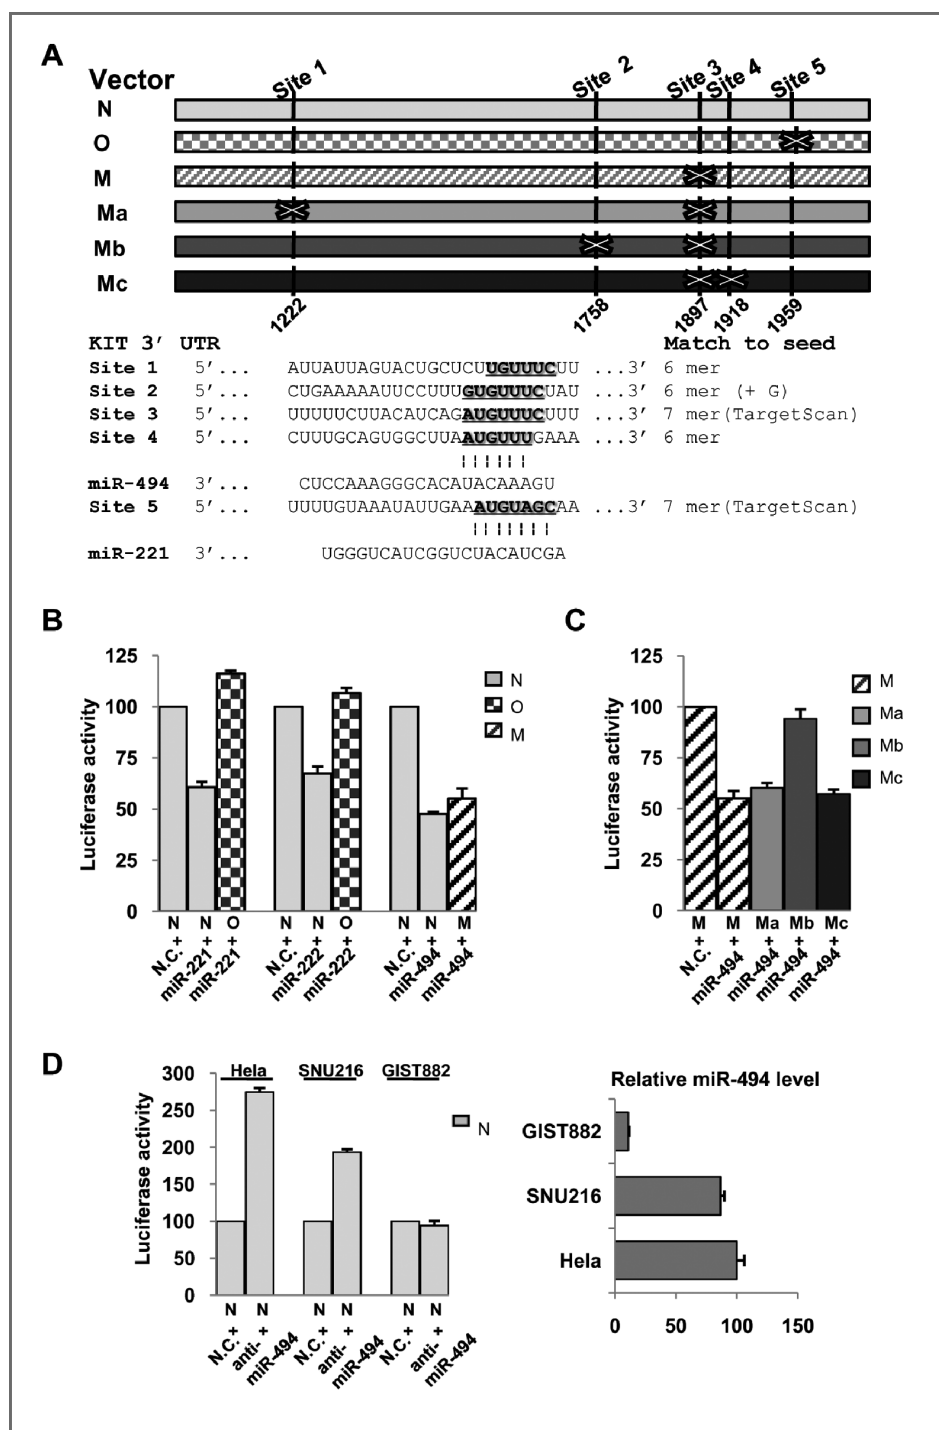 A
Vector
Site 1
Site 2
Site 3
Site 4
Site 5
N
O
M
Ma
Mb
Mc
1222
1758
1897
1918
1959
KIT 3' UTR Match to seed
Site 1 5'... AUUAUUAGUACUGCUCUUGUUUCUU ...3' 6 mer
Site 2 5'... CUGAAAAAUUCCUUUGUGUUUCUAU ...3' 6 mer (+ G)
Site 3 5'... UUUUUCUUACAUCAGAUGUUUCUUU ...3' 7 mer(TargetScan)
Site 4 5'... CUUUGCAGUGGCUUAAUGUUUGAAA ...3' 6 mer
miR-494 3'... CUCCAAAGGGCACAUACAAAGU
Site 5 5'... UUUUGUAAAUAUUGAAAUGUAGCAA ...3' 7 mer(TargetScan)
miR-221 3'... UGGGUCAUCGGUCUACAUCGA
B
Luciferase activity
125
100
75
50
25
0
N
O
M
N N O N N O N N M
+ + + + + + + + +
N.C. miR-221 miR-221 N.C. miR-222 miR-222 N.C. miR-494 miR-494
C
Luciferase activity
125
100
75
50
25
0
M
Ma
Mb
Mc
M M Ma Mb Mc
+ + + + +
N.C. miR-494 miR-494 miR-494 miR-494
D
Luciferase activity
Hela SNU216 GIST882
300
250
200
150
100
50
0
N
N N N N N N
+ + + + + +
N.C. anti-miR-494 N.C. anti-miR-494 N.C. anti-miR-494
Relative miR-494 level
GIST882
SNU216
Hela
0 50 100 150